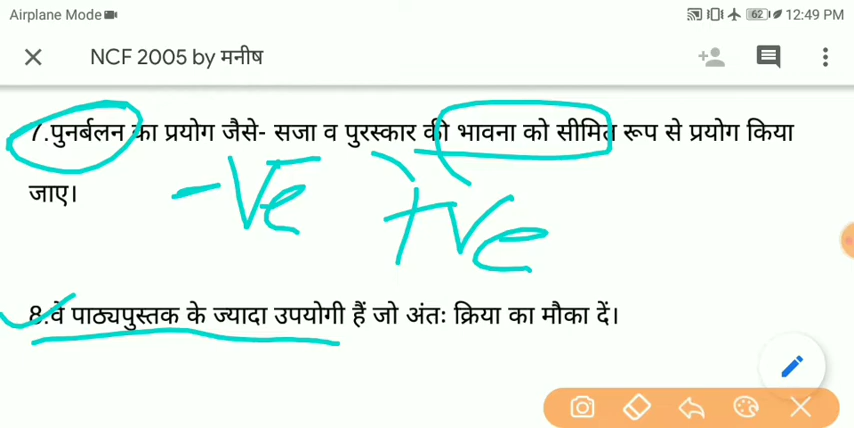 Airplane Mode 62 12:49 PM
NCF 2005 by मनीष
7.पुनर्बलन का प्रयोग जैसे- सजा व पुरस्कार की भावना को सीमित रूप से प्रयोग किया
जाए।
-Ve +ve
8.वे पाठ्यपुस्तक के ज्यादा उपयोगी हैं जो अंतः क्रिया का मौका दें।